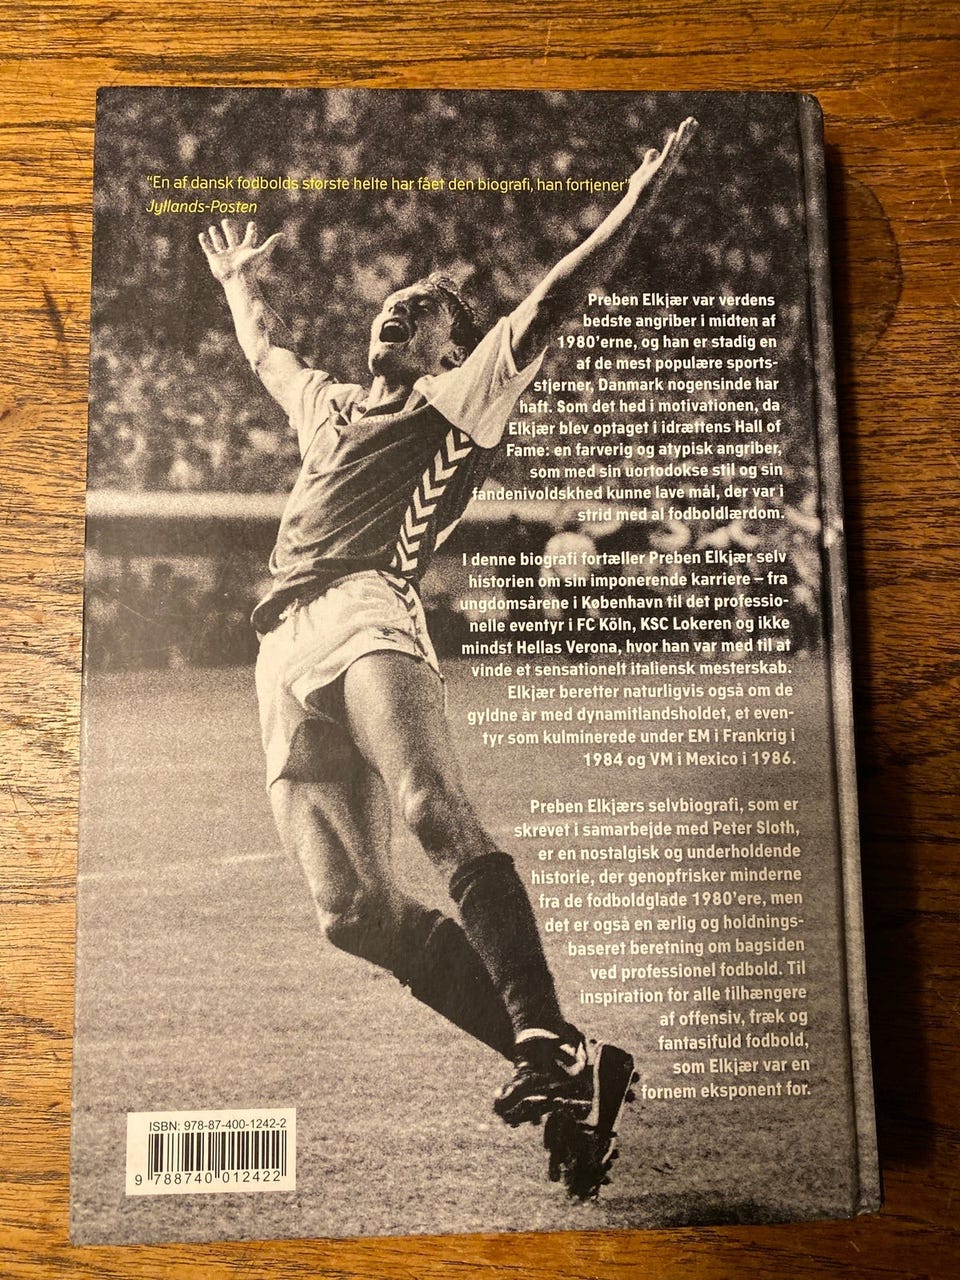 “En af dansk fodbolds største helte har fået den biografi, han fortjener”
Jyllands-Posten
Preben Elkjær var verdens
bedste angriber i midten af
1980’erne, og han er stadig en
af de mest populære sports-
stjerner, Danmark nogensinde har
haft. Som det hed i motivationen, da
Elkjær blev optaget i idrættens Hall of
Fame: en farverig og atypisk angriber,
som med sin uortodokse stil og sin
fandenivoldskhed kunne lave mål, der var i
strid med al fodboldlærdom.
I denne biografi fortæller Preben Elkjær selv
historien om sin imponerende karriere – fra
ungdomsårene i København til det professio-
nelle eventyr i FC Köln, KSC Lokeren og ikke
mindst Hellas Verona, hvor han var med til at
vinde et sensationelt italiensk mesterskab.
Elkjær beretter naturligvis også om de
gyldne år med dynamitlandsholdet, et even-
tyr som kulminerede under EM i Frankrig i
1984 og VM i Mexico i 1986.
Preben Elkjærs selvbiografi, som er
skrevet i samarbejde med Peter Sloth,
er en nostalgisk og underholdende
historie, der genopfrisker minderne
fra de fodboldglade 1980’ere, men
det er også en ærlig og holdnings-
baseret beretning om bagsiden
ved professionel fodbold. Til
inspiration for alle tilhængere
af offensiv, fræk og
fantasifuld fodbold,
som Elkjær var en
fornem eksponent for.
ISBN: 978-87-400-1242-2
9 788740 012422